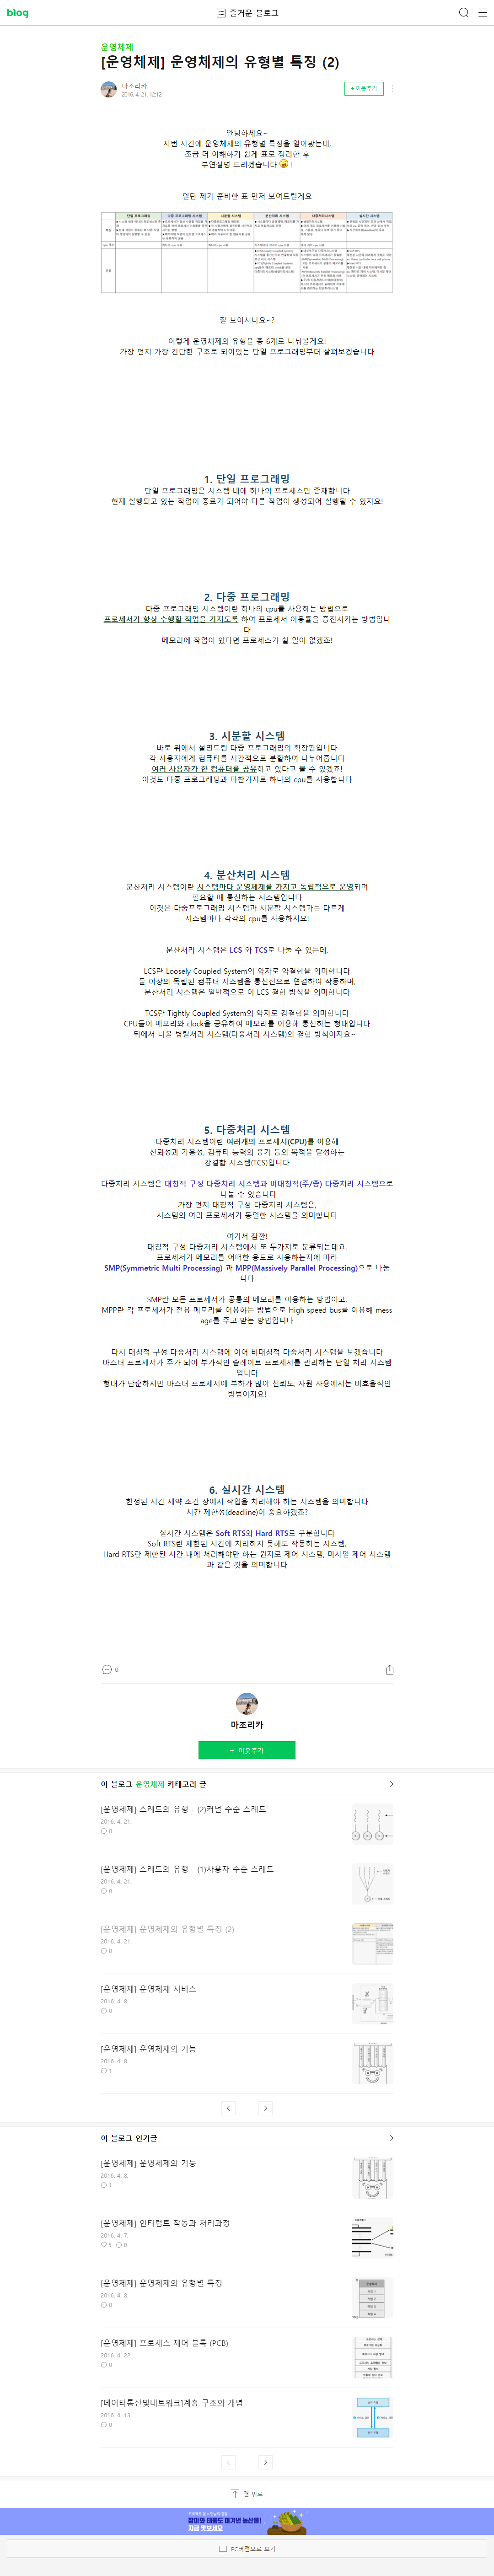 blog
즐거운 블로그
운영체제
[운영체제] 운영체제의 유형별 특징 (2)
마조리카
2016. 4. 21. 12:12
+ 이웃추가
안녕하세요~
저번 시간에 운영체제의 유형별 특징을 알아봤는데,
조금 더 이해하기 쉽게 표로 정리한 후
부연설명 드리겠습니다
일단 제가 준비한 표 먼저 보여드릴게요
단일 프로그래밍
다중 프로그래밍 시스템
시분할 시스템
분산처리 시스템
다중처리시스템
실시간 시스템
특징
잘 보이시나요~?
이렇게 운영체제의 유형을 총 6개로 나눠볼게요!
가장 먼저 가장 간단한 구조로 되어있는 단일 프로그래밍부터 살펴보겠습니다
1. 단일 프로그래밍
단일 프로그래밍은 시스템 내에 하나의 프로세스만 존재합니다
현재 실행되고 있는 작업이 종료가 되어야 다른 작업이 생성되어 실행될 수 있지요!
2. 다중 프로그래밍
다중 프로그래밍 시스템이란 하나의 cpu를 사용하는 방법으로
프로세서가 항상 수행할 작업을 가지도록 하여 프로세서 이용률을 증진시키는 방법입니
다
메모리에 작업이 있다면 프로세스가 쉴 일이 없겠죠!
3. 시분할 시스템
바로 위에서 설명드린 다중 프로그래밍의 확장판입니다
각 사용자에게 컴퓨터를 시간적으로 분할하여 나누어줍니다
여러 사용자가 한 컴퓨터를 공유하고 있다고 볼 수 있겠죠!
이것도 다중 프로그래밍과 마찬가지로 하나의 cpu를 사용합니다
4. 분산처리 시스템
분산처리 시스템이란 시스템마다 운영체제를 가지고 독립적으로 운영되며
필요할 때 통신하는 시스템입니다
이것은 다중프로그래밍 시스템과 시분할 시스템과는 다르게
시스템마다 각각의 cpu를 사용하지요!
분산처리 시스템은 LCS 와 TCS로 나눌 수 있는데,
LCS란 Loosely Coupled System의 약자로 약결합을 의미합니다
둘 이상의 독립된 컴퓨터 시스템을 통신선으로 연결하여 작동하며,
분산처리 시스템은 일반적으로 이 LCS 결합 방식을 의미합니다
TCS란 Tightly Coupled System의 약자로 강결합을 의미합니다
CPU들이 메모리와 clock을 공유하여 메모리를 이용해 통신하는 형태입니다
뒤에서 나올 병렬처리 시스템(다중처리 시스템)의 결합 방식이지요~
5. 다중처리 시스템
다중처리 시스템이란 여러개의 프로세서(CPU)를 이용해
신뢰성과 가용성, 컴퓨터 능력의 증가 등의 목적을 달성하는
강결합 시스템(TCS)입니다
다중처리 시스템은 대칭적 구성 다중처리 시스템과 비대칭적(주/종) 다중처리 시스템으로
나눌 수 있습니다
가장 먼저 대칭적 구성 다중처리 시스템은,
시스템의 여러 프로세서가 동일한 시스템을 의미합니다
여기서 잠깐!
대칭적 구성 다중처리 시스템에서 또 두가지로 분류되는데요,
프로세서가 메모리를 어떠한 용도로 사용하는지에 따라
SMP(Symmetric Multi Processing) 과 MPP(Massively Parallel Processing)으로 나눕
니다
SMP란 모든 프로세서가 공통의 메모리를 이용하는 방법이고,
MPP란 각 프로세서가 전용 메모리를 이용하는 방법으로 High speed bus를 이용해 mess
age를 주고 받는 방법입니다
다시 대칭적 구성 다중처리 시스템에 이어 비대칭적 다중처리 시스템을 보겠습니다
마스터 프로세서가 주가 되어 부가적인 슬레이브 프로세서를 관리하는 단일 처리 시스템
입니다
형태가 단순하지만 마스터 프로세서에 부하가 많아 신뢰도, 자원 사용에서는 비효율적인
방법이지요!
6. 실시간 시스템
한정된 시간 제약 조건 상에서 작업을 처리해야 하는 시스템을 의미합니다
시간 제한성(deadline)이 중요하겠죠?
실시간 시스템은 Soft RTS와 Hard RTS로 구분합니다
Soft RTS란 제한된 시간에 처리하지 못해도 작동하는 시스템,
Hard RTS란 제한된 시간 내에 처리해야만 하는 원자로 제어 시스템, 미사일 제어 시스템
과 같은 것을 의미합니다
0
마조리카
+ 이웃추가
이 블로그 운영체제 카테고리 글
[운영체제] 스레드의 유형 - (2)커널 수준 스레드
2016. 4. 21.
0
[운영체제] 스레드의 유형 - (1)사용자 수준 스레드
2016. 4. 21.
0
[운영체제] 운영체제의 유형별 특징 (2)
2016. 4. 21.
0
[운영체제] 운영체제 서비스
2016. 4. 8.
0
[운영체제] 운영체제의 기능
2016. 4. 8.
1
이 블로그 인기글
[운영체제] 운영체제의 기능
2016. 4. 8.
1
[운영체제] 인터럽트 작동과 처리과정
2016. 4. 7.
5 0
[운영체제] 운영체제의 유형별 특징
2016. 4. 8.
0
[운영체제] 프로세스 제어 블록 (PCB)
2016. 4. 22.
0
[데이터통신및네트워크]계층 구조의 개념
2016. 4. 13.
0
맨 위로
장마와 태풍도 이겨낸 농산물!
지금 맛보세요
PC버전으로 보기